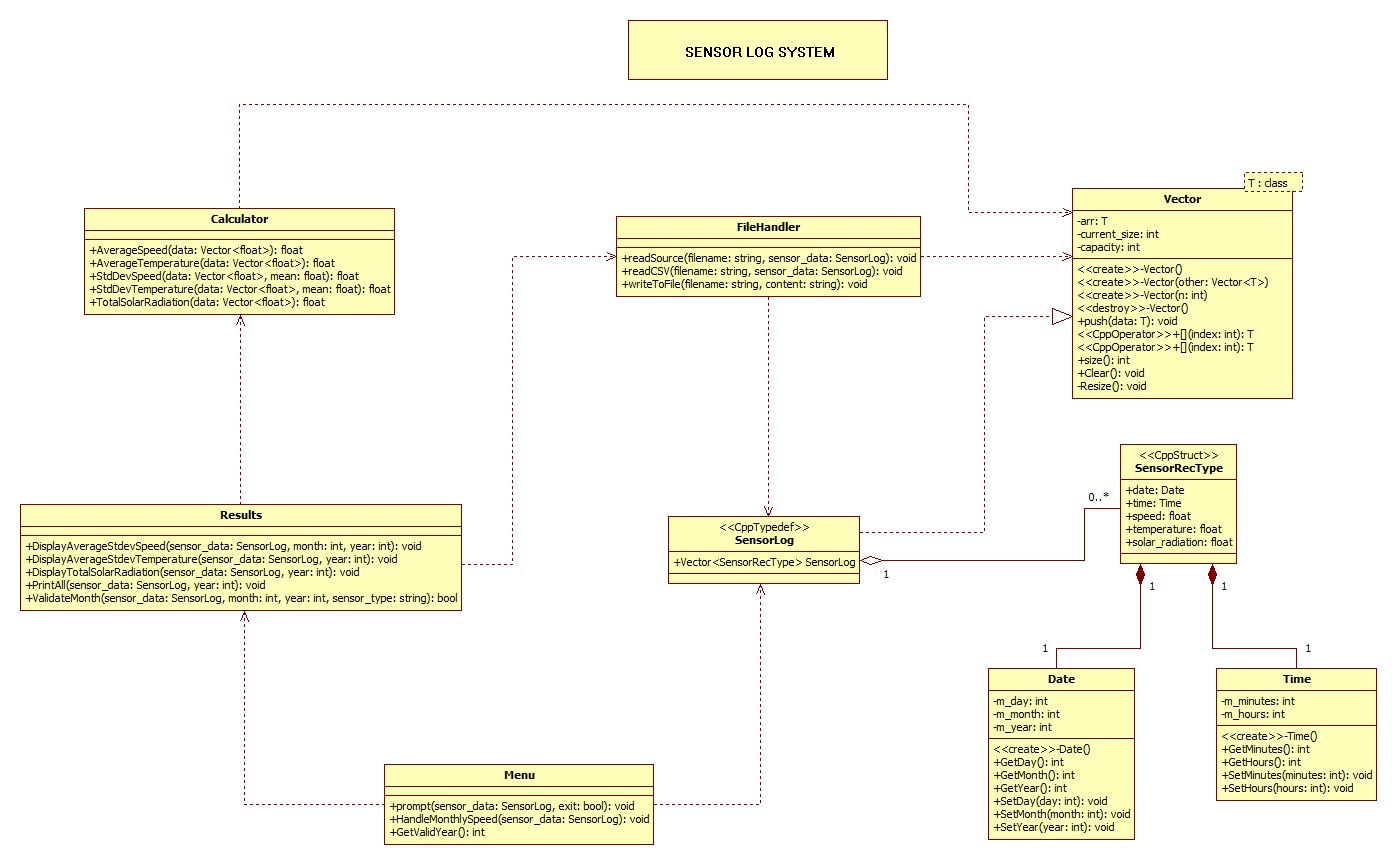 SENSOR LOG SYSTEM
Calculator
+AverageSpeed(data: Vector<float>): float
+AverageTemperature(data: Vector<float>): float
+StdDevSpeed(data: Vector<float>, mean: float): float
+StdDevTemperature(data: Vector<float>, mean: float): float
+TotalSolarRadiation(data: Vector<float>): float
FileHandler
+readSource(filename: string, sensor_data: SensorLog): void
+readCSV(filename: string, sensor_data: SensorLog): void
+writeToFile(filename: string, content: string): void
T : class
Vector
-arr: T
-current_size: int
-capacity: int
<<create>>-Vector()
<<create>>-Vector(other: Vector<T>)
<<create>>-Vector(n: int)
<<destroy>>-Vector()
+push(data: T): void
<<CppOperator>>+[](index: int): T
<<CppOperator>>+[](index: int): T
+size(): int
+Clear(): void
-Resize(): void
Results
+DisplayAverageStdevSpeed(sensor_data: SensorLog, month: int, year: int): void
+DisplayAverageStdevTemperature(sensor_data: SensorLog, year: int): void
+DisplayTotalSolarRadiation(sensor_data: SensorLog, year: int): void
+PrintAll(sensor_data: SensorLog, year: int): void
+ValidateMonth(sensor_data: SensorLog, month: int, year: int, sensor_type: string): bool
<<CppTypedef>>
SensorLog
+Vector<SensorRecType> SensorLog
1
0..*
<<CppStruct>>
SensorRecType
+date: Date
+time: Time
+speed: float
+temperature: float
+solar_radiation: float
1
1
1
1
Date
-m_day: int
-m_month: int
-m_year: int
<<create>>-Date()
+GetDay(): int
+GetMonth(): int
+GetYear(): int
+SetDay(day: int): void
+SetMonth(month: int): void
+SetYear(year: int): void
Time
-m_minutes: int
-m_hours: int
<<create>>-Time()
+GetMinutes(): int
+GetHours(): int
+SetMinutes(minutes: int): void
+SetHours(hours: int): void
Menu
+prompt(sensor_data: SensorLog, exit: bool): void
+HandleMonthlySpeed(sensor_data: SensorLog): void
+GetValidYear(): int